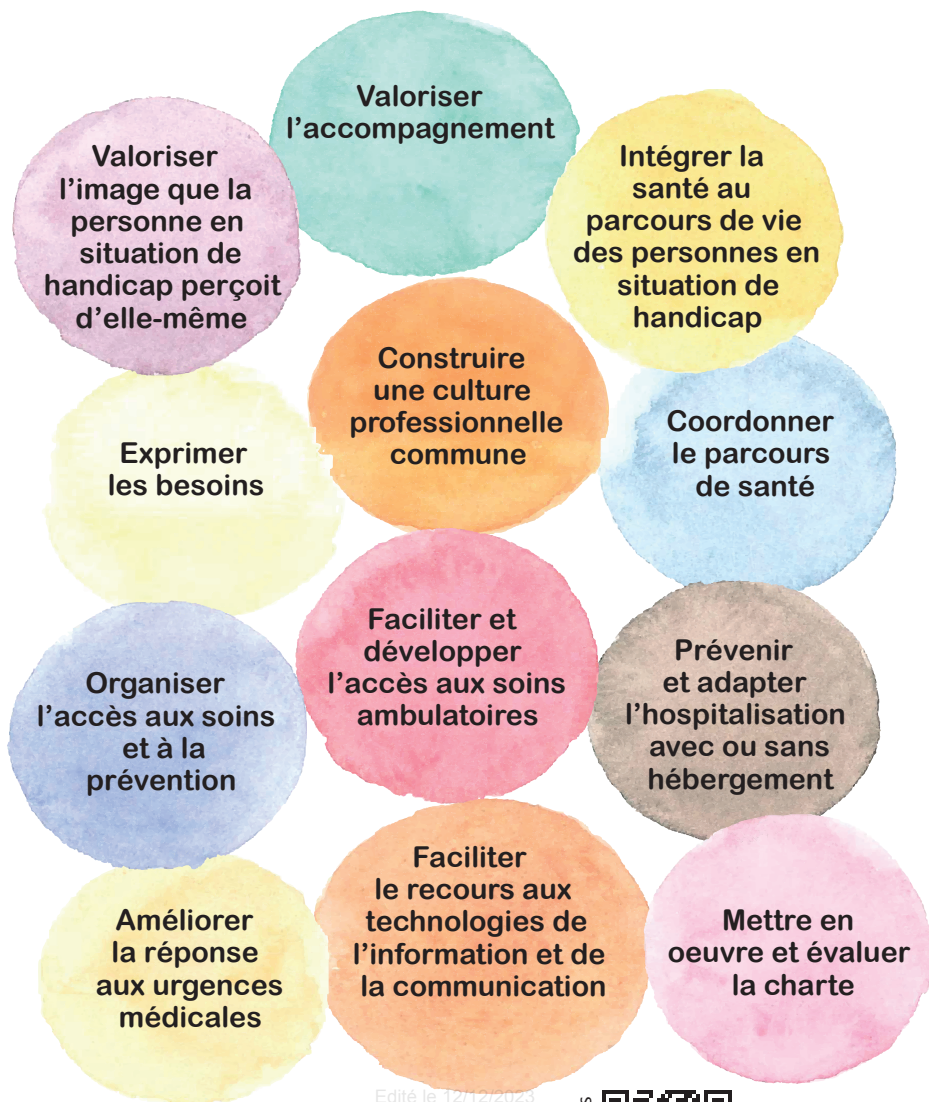 Valoriser
l'accompagnement
Valoriser
l'image que la
personne en
situation de
handicap perçoit
d'elle-même
Intégrer la
santé au
parcours de vie
des personnes en
situation de
handicap
Construire
une culture
professionnelle
commune
Exprimer
les besoins
Coordonner
le parcours
de santé
Faciliter et
développer
l'accès aux soins
ambulatoires
Organiser
l'accès aux soins
et à la
prévention
Prévenir
et adapter
l'hospitalisation
avec ou sans
hébergement
Faciliter
le recours aux
technologies de
l'information et de
la communication
Améliorer
la réponse
aux urgences
médicales
Mettre en
oeuvre et évaluer
la charte
Edité le 12/12/2023